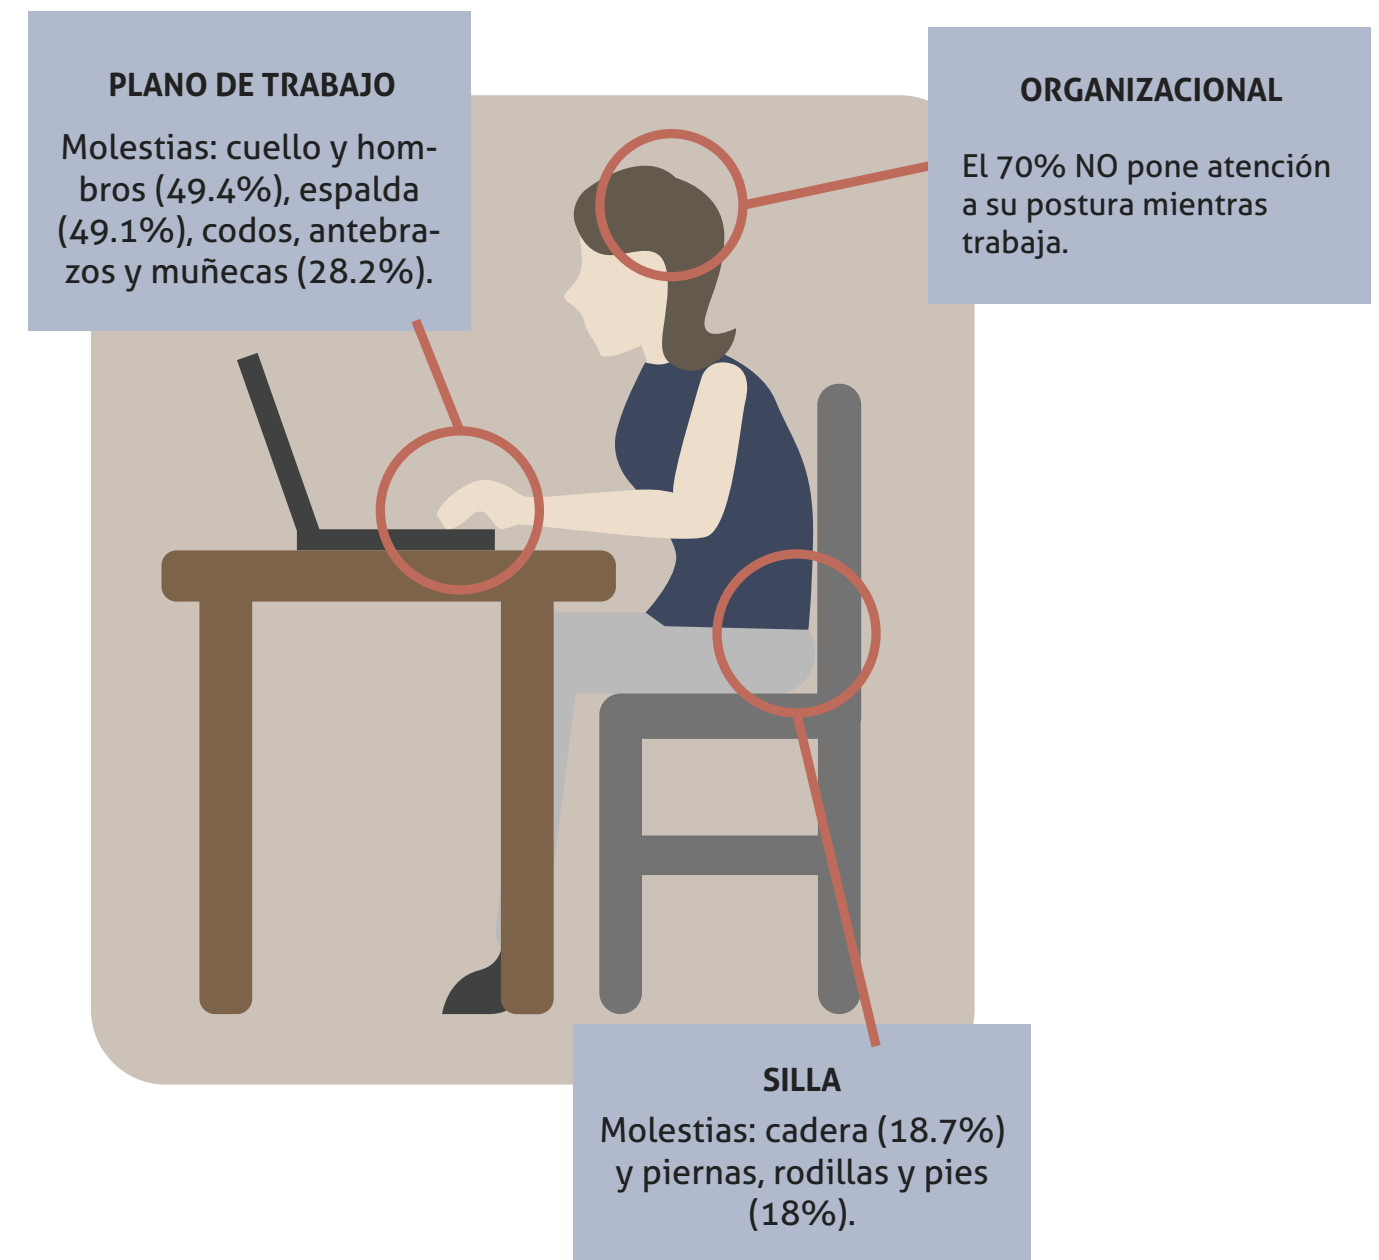 PLANO DE TRABAJO
Molestias: cuello y hom-
bros (49.4%), espalda
(49.1%), codos, antebra-
zos y muñecas (28.2%).
ORGANIZACIONAL
El 70% NO pone atención
a su postura mientras
trabaja.
SILLA
Molestias: cadera (18.7%)
y piernas, rodillas y pies
(18%).